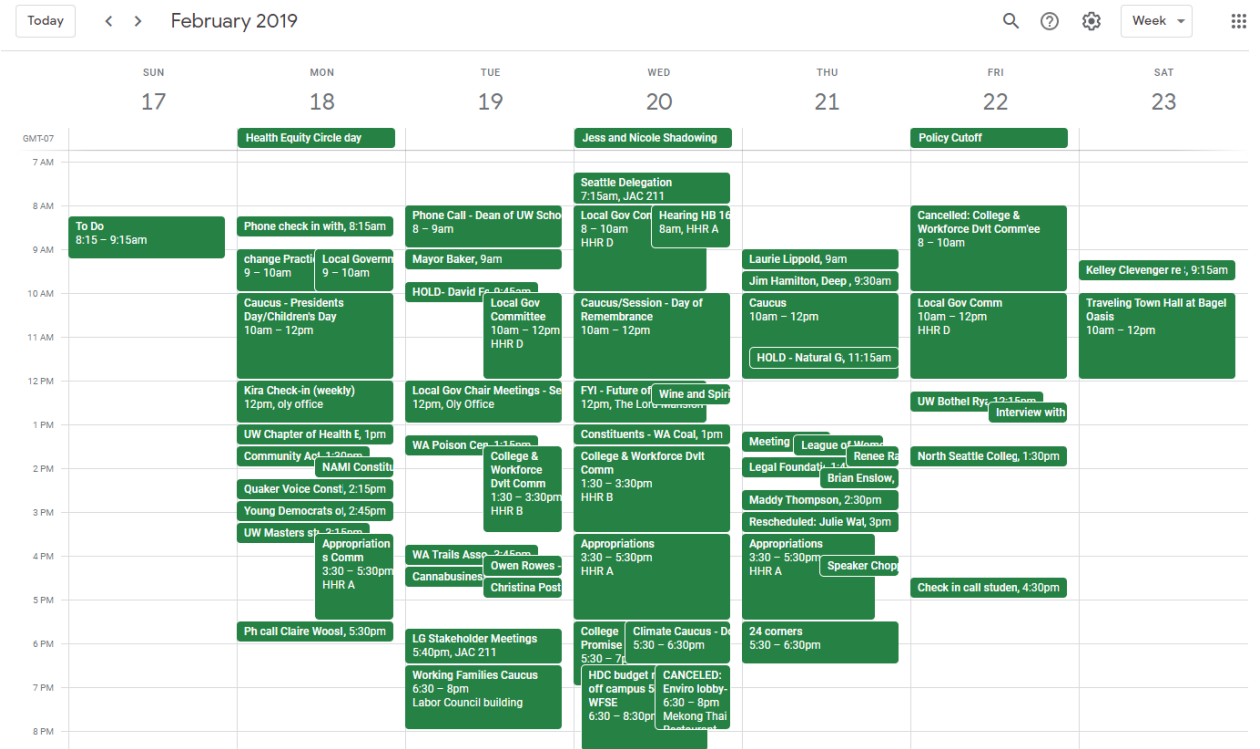 Today
February 2019
Week
SUN
17
MON
18
TUE
19
WED
20
THU
21
FRI
22
SAT
23
GMT-07
Health Equity Circle day
Jess and Nicole Shadowing
Policy Cutoff
7 AM
8 AM
9 AM
10 AM
11 AM
12 PM
1 PM
2 PM
3 PM
4 PM
5 PM
6 PM
7 PM
8 PM
To Do
8:15 – 9:15am
Phone check in with, 8:15am
change Practi
9 – 10am
Local Governn
9 – 10am
Caucus - Presidents
Day/Children's Day
10am – 12pm
Kira Check-in (weekly)
12pm, oly office
UW Chapter of Health E, 1pm
Community Ac, 1:30pm
NAMI Constitu
Quaker Voice Consti, 2:15pm
Young Democrats o, 2:45pm
UW Masters st, 3:15pm
Appropriation
s Comm
3:30 – 5:30pm
HHR A
Ph call Claire Woosl, 5:30pm
Phone Call - Dean of UW Scho
8 – 9am
Mayor Baker, 9am
HOLD- David Fe, 9:45am
Local Gov
Committee
10am – 12pm
HHR D
Local Gov Chair Meetings - Se
12pm, Oly Office
WA Poison Cen, 1:15pm
College &
Workforce
Dvlt Comm
1:30 – 3:30pm
HHR B
WA Trails Asso, 3:45pm
Owen Rowes -
Cannabusines
Christina Post
LG Stakeholder Meetings
5:40pm, JAC 211
Working Families Caucus
6:30 – 8pm
Labor Council building
Seattle Delegation
7:15am, JAC 211
Local Gov Con
8 – 10am
HHR D
Hearing HB 16
8am, HHR A
Caucus/Session - Day of
Remembrance
10am – 12pm
FYI - Future of
12pm, The Lord Mansion
Wine and Spiri
Constituents - WA Coal, 1pm
College & Workforce Dvlt
Comm
1:30 – 3:30pm
HHR B
Appropriations
3:30 – 5:30pm
HHR A
College
Promise
5:30 – 7p
Climate Caucus - De
5:30 – 6:30pm
HDC budget r
off campus 5
WFSE
6:30 – 8:30pr
CANCELED:
Enviro lobby-
6:30 – 8pm
Mekong Thai
Restaurant
Laurie Lippold, 9am
Jim Hamilton, Deep , 9:30am
Caucus
10am – 12pm
HOLD - Natural G, 11:15am
Meeting
League of Wome
Renee Ra
Legal Foundati, 1:4
Brian Enslow,
Maddy Thompson, 2:30pm
Rescheduled: Julie Wal, 3pm
Appropriations
3:30 – 5:30pm
HHR A
Speaker Chopp
24 corners
5:30 – 6:30pm
Cancelled: College &
Workforce Dvlt Comm'ee
8 – 10am
Local Gov Comm
10am – 12pm
HHR D
UW Bothel Rya, 12:15pm
Interview with
North Seattle Colleg, 1:30pm
Check in call studen, 4:30pm
Kelley Clevenger re :, 9:15am
Traveling Town Hall at Bagel
Oasis
10am – 12pm